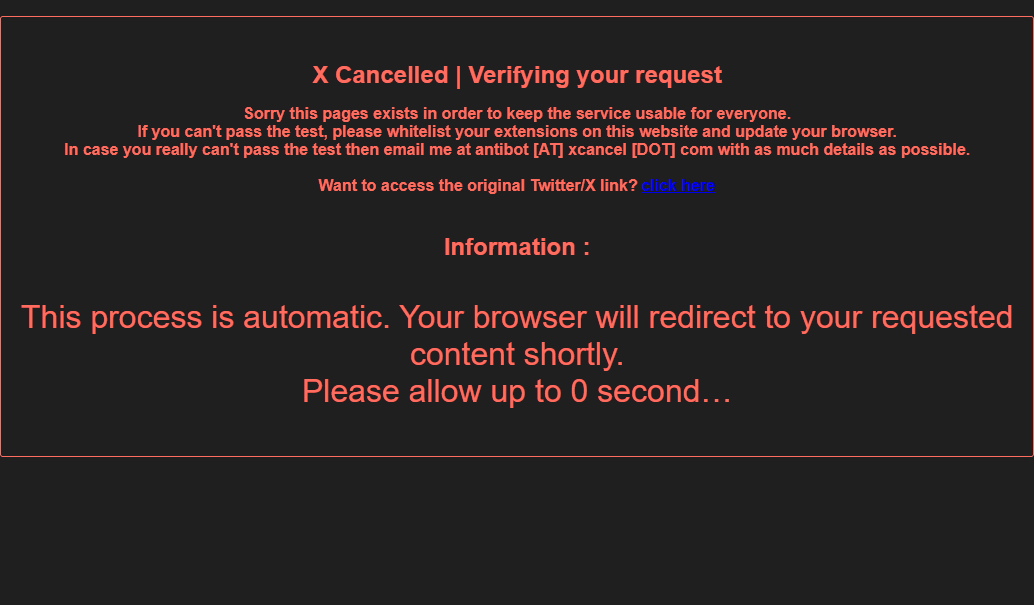 X Cancelled | Verifying your request
Sorry this pages exists in order to keep the service usable for everyone.
If you can't pass the test, please whitelist your extensions on this website and update your browser.
In case you really can't pass the test then email me at antibot [AT] xcancel [DOT] com with as much details as possible.
Want to access the original Twitter/X link? click here
Information :
This process is automatic. Your browser will redirect to your requested
content shortly.
Please allow up to 0 second…